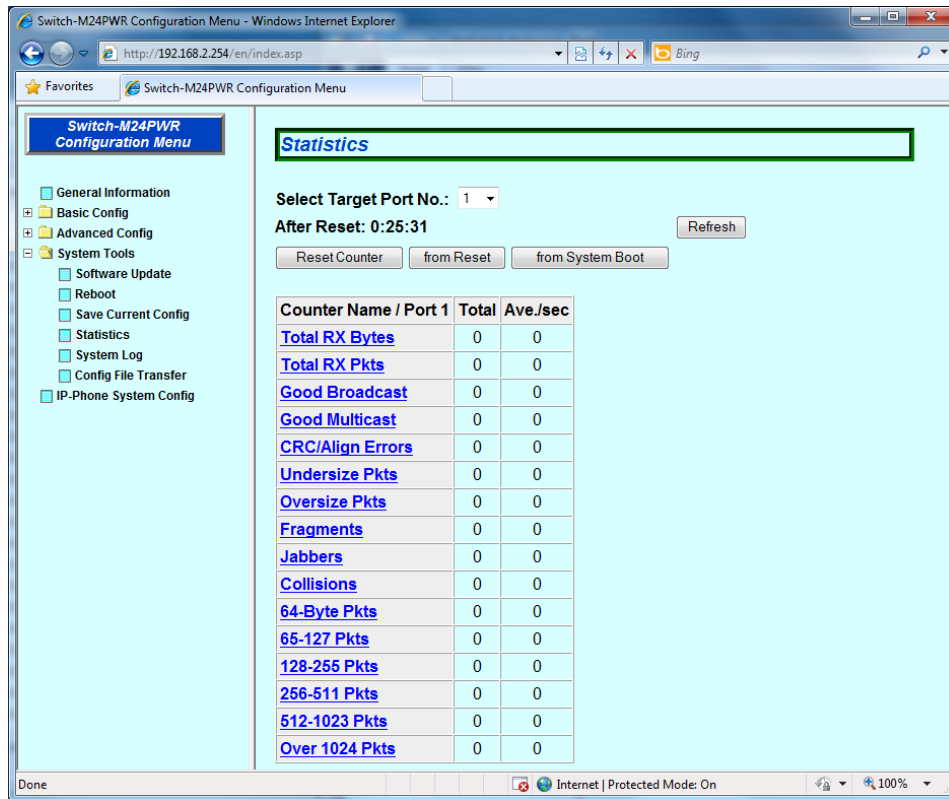 Switch-M24PWR Configuration Menu - Windows Internet Explorer
http://192.168.2.254/en/index.asp
Bing
Favorites
Switch-M24PWR Configuration Menu
Switch-M24PWR
Configuration Menu
General Information
Basic Config
Advanced Config
System Tools
Software Update
Reboot
Save Current Config
Statistics
System Log
Config File Transfer
IP-Phone System Config
Statistics
Select Target Port No.: 1
After Reset: 0:25:31
Refresh
Reset Counter from Reset from System Boot
Counter Name / Port 1 Total Ave./sec
Total RX Bytes 0 0
Total RX Pkts 0 0
Good Broadcast 0 0
Good Multicast 0 0
CRC/Align Errors 0 0
Undersize Pkts 0 0
Oversize Pkts 0 0
Fragments 0 0
Jabbers 0 0
Collisions 0 0
64-Byte Pkts 0 0
65-127 Pkts 0 0
128-255 Pkts 0 0
256-511 Pkts 0 0
512-1023 Pkts 0 0
Over 1024 Pkts 0 0
Done
Internet | Protected Mode: On
100%